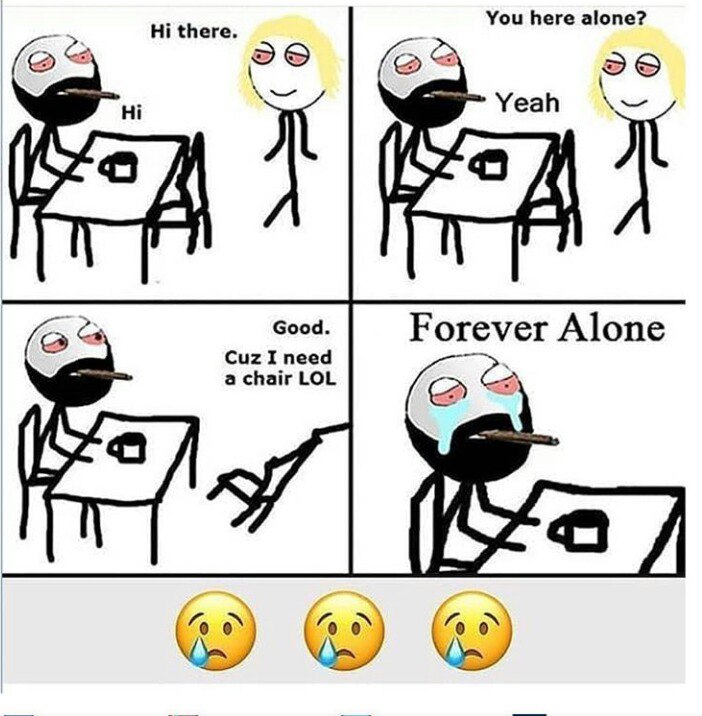 Hi there.
Hi
You here alone?
Yeah
Good.
Cuz I need
a chair LOL
Forever Alone